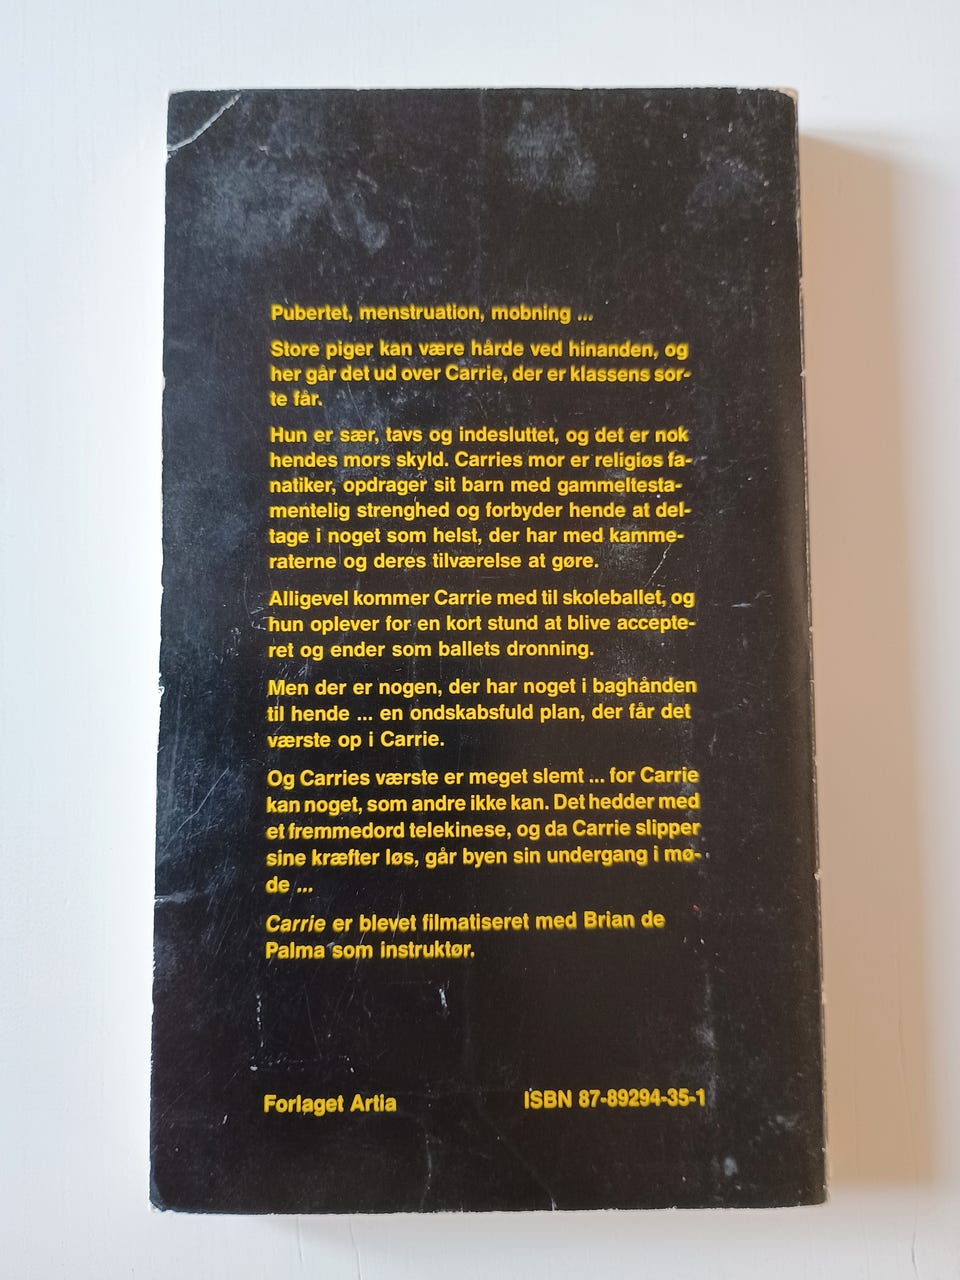 Pubertet, menstruation, mobning ...
Store piger kan være hårde ved hinanden, og
her går det ud over Carrie, der er klassens sor-
te får.
Hun er sær, tavs og indesluttet, og det er nok
hendes mors skyld. Carries mor er religiøs fa-
natiker, opdrager sit barn med gammeltesta-
mentelig strenghed og forbyder hende at del-
tage i noget som helst, der har med kamme-
raterne og deres tilværelse at gøre.
Alligevel kommer Carrie med til skoleballet, og
hun oplever for en kort stund at blive accepte-
ret og ender som ballets dronning.
Men der er nogen, der har noget i baghånden
til hende ... en ondskabsfuld plan, der får det
værste op i Carrie.
Og Carries værste er meget slemt ... for Carrie
kan noget, som andre ikke kan. Det hedder med
et fremmedord telekinese, og da Carrie slipper
sine kræfter løs, går byen sin undergang i mø-
de ...
Carrie er blevet filmatiseret med Brian de
Palma som instruktør.
Forlaget Artia
ISBN 87-89294-35-1